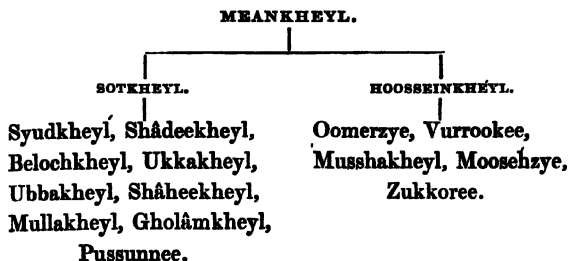 MEANKHEYL.
SOTKHEYL.
Syudkheyl, Shâdeekheyl,
Belochkheyl, Ukkakheyl,
Ubbakheyl, Shâheekheyl,
Mullakheyl, Gholâmkheyl,
Pussunnee.
HOOSSEINKHEYL.
Oomerzye, Vurrookee,
Musshakheyl, Moosehzye,
Zukkoree.